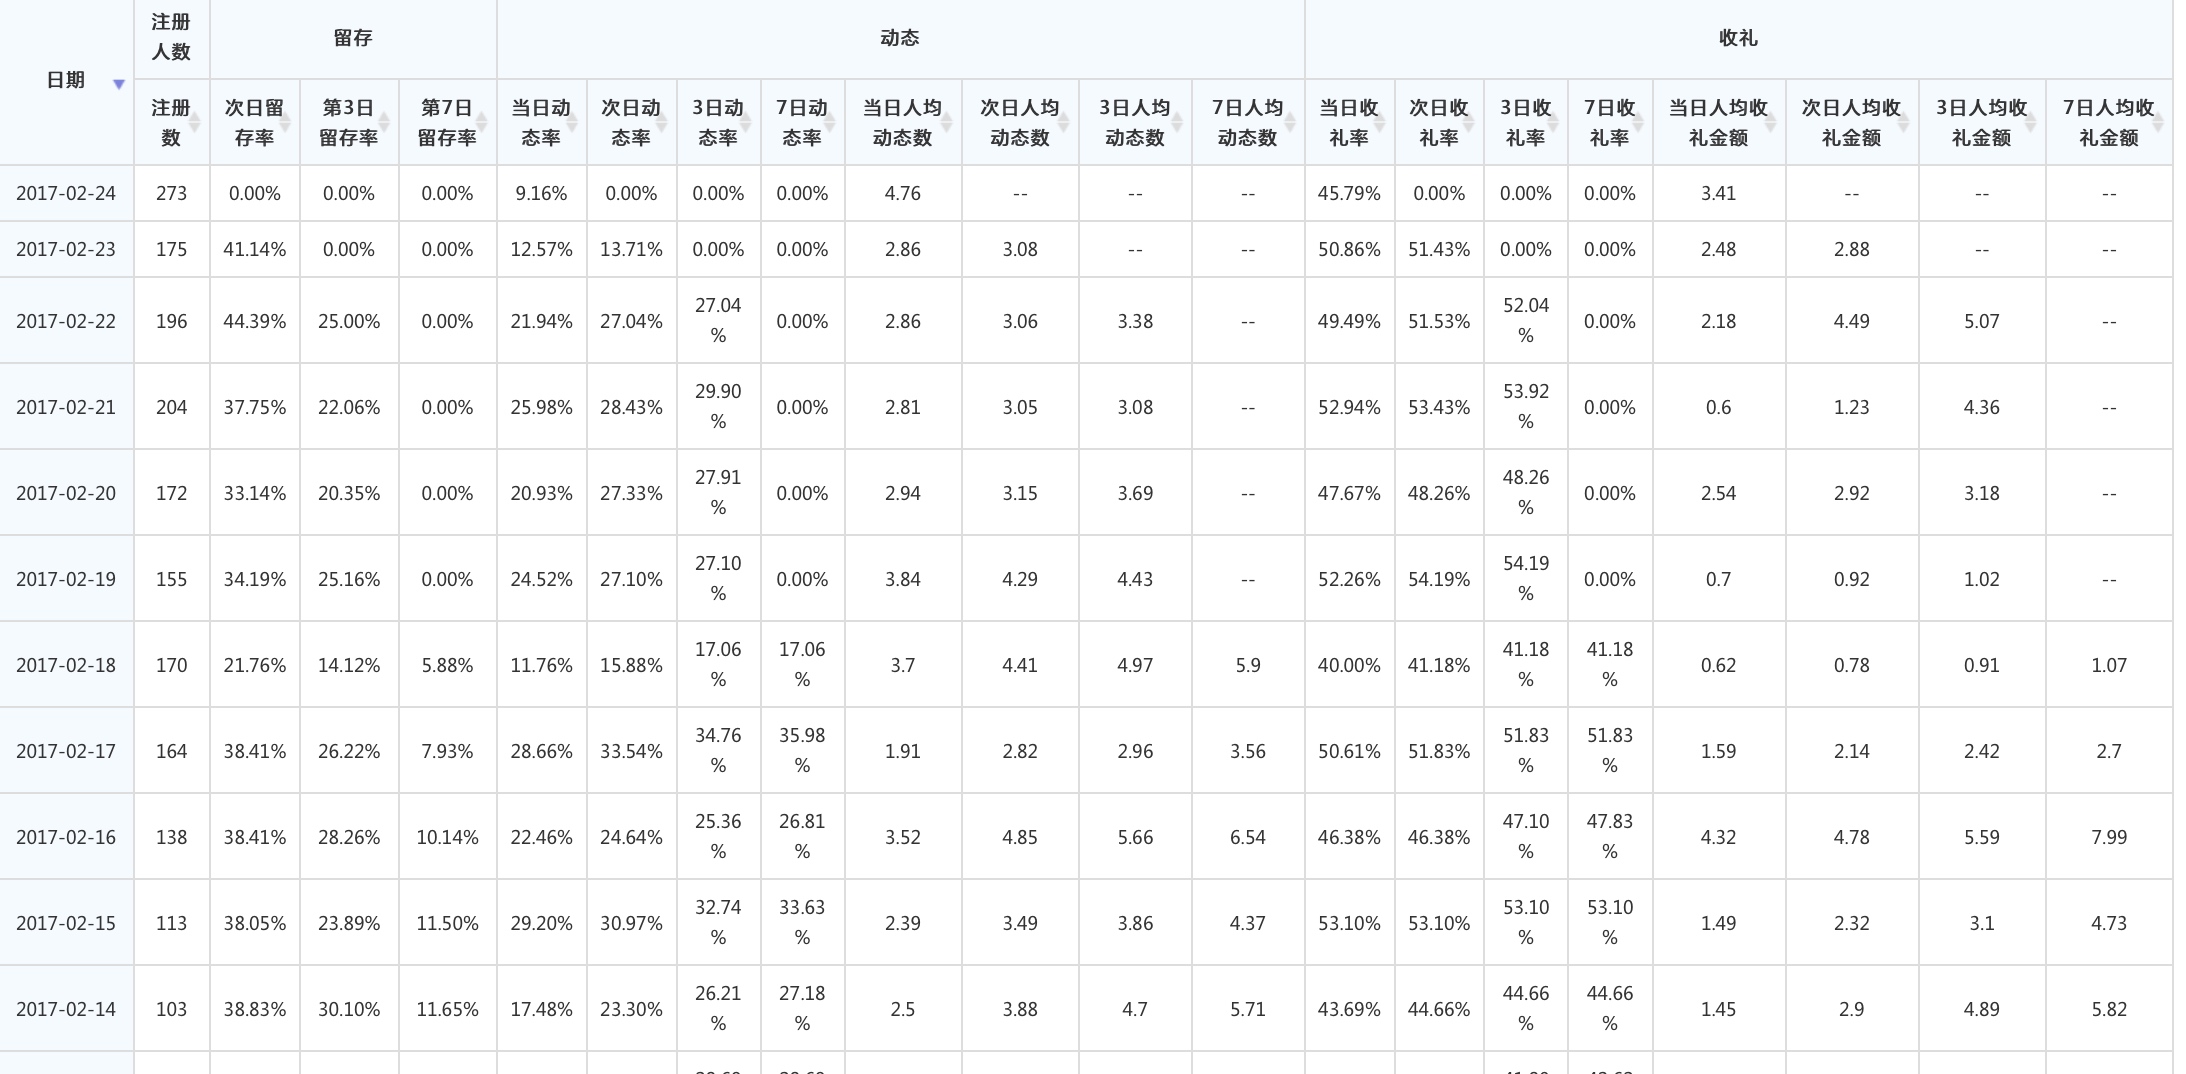 日期
注册
人数
留存
动态
收礼
注册
数
次日留
存率
第3日
留存率
第7日
留存率
当日动
态率
次日动
态率
3日动
态率
7日动
态率
当日人均
动态数
次日人均
动态数
3日人均
动态数
7日人均
动态数
当日收
礼率
次日收
礼率
3日收
礼率
7日收
礼率
当日人均收
礼金额
次日人均收
礼金额
3日人均收
礼金额
7日人均收
礼金额
2017-02-24 273 0.00% 0.00% 0.00% 9.16% 0.00% 0.00% 0.00% 4.76 -- -- -- 45.79% 0.00% 0.00% 0.00% 3.41 -- -- --
2017-02-23 175 41.14% 0.00% 0.00% 12.57% 13.71% 0.00% 0.00% 2.86 3.08 -- -- 50.86% 51.43% 0.00% 0.00% 2.48 2.88 -- --
2017-02-22 196 44.39% 25.00% 0.00% 21.94% 27.04% 27.04% 0.00% 2.86 3.06 3.38 -- 49.49% 51.53% 52.04% 0.00% 2.18 4.49 5.07 --
2017-02-21 204 37.75% 22.06% 0.00% 25.98% 28.43% 29.90% 0.00% 2.81 3.05 3.08 -- 52.94% 53.43% 53.92% 0.00% 0.6 1.23 4.36 --
2017-02-20 172 33.14% 20.35% 0.00% 20.93% 27.33% 27.91% 0.00% 2.94 3.15 3.69 -- 47.67% 48.26% 48.26% 0.00% 2.54 2.92 3.18 --
2017-02-19 155 34.19% 25.16% 0.00% 24.52% 27.10% 27.10% 0.00% 3.84 4.29 4.43 -- 52.26% 54.19% 54.19% 0.00% 0.7 0.92 1.02 --
2017-02-18 170 21.76% 14.12% 5.88% 11.76% 15.88% 17.06% 17.06% 3.7 4.41 4.97 5.9 40.00% 41.18% 41.18% 41.18% 0.62 0.78 0.91 1.07
2017-02-17 164 38.41% 26.22% 7.93% 28.66% 33.54% 34.76% 35.98% 1.91 2.82 2.96 3.56 50.61% 51.83% 51.83% 51.83% 1.59 2.14 2.42 2.7
2017-02-16 138 38.41% 28.26% 10.14% 22.46% 24.64% 25.36% 26.81% 3.52 4.85 5.66 6.54 46.38% 46.38% 47.10% 47.83% 4.32 4.78 5.59 7.99
2017-02-15 113 38.05% 23.89% 11.50% 29.20% 30.97% 32.74% 33.63% 2.39 3.49 3.86 4.37 53.10% 53.10% 53.10% 53.10% 1.49 2.32 3.1 4.73
2017-02-14 103 38.83% 30.10% 11.65% 17.48% 23.30% 26.21% 27.18% 2.5 3.88 4.7 5.71 43.69% 44.66% 44.66% 44.66% 1.45 2.9 4.89 5.82